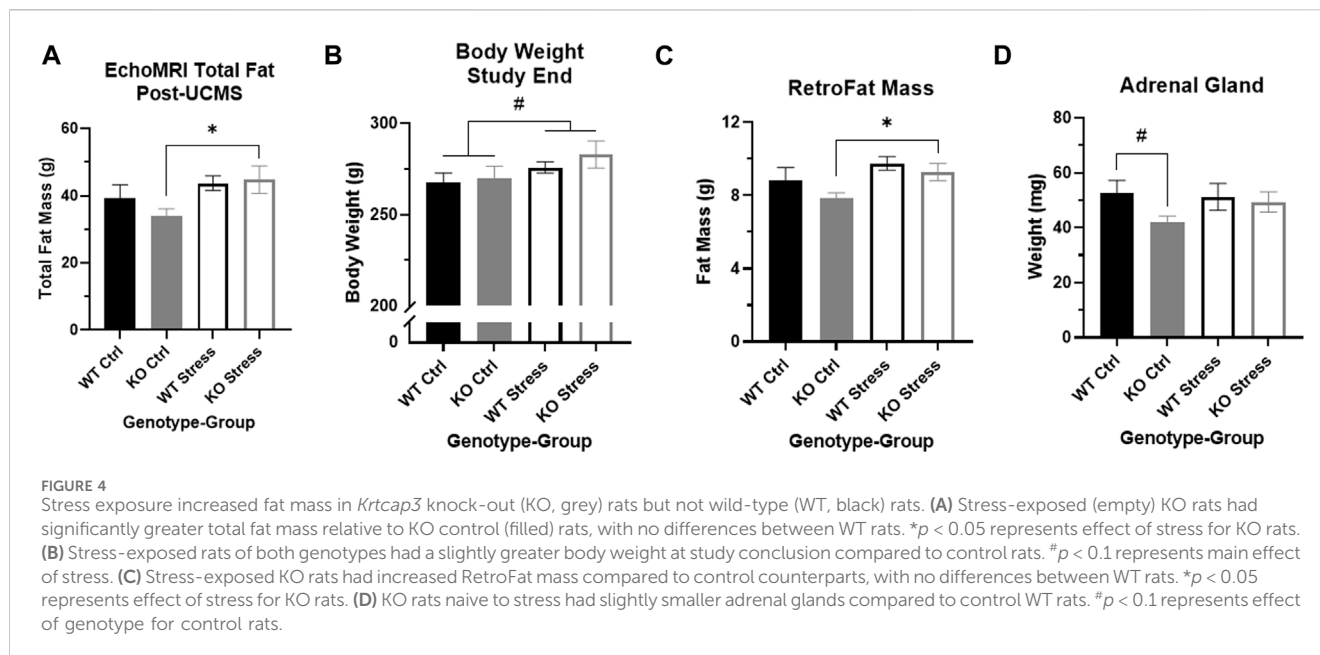 A
EchoMRI Total Fat
Post-UCMS
*
60
40
20
0
Total Fat Mass (g)
WT Ctrl
KO Ctrl
WT Stress
KO Stress
Genotype-Group
B
Body Weight
Study End
#
300
250
200
0
Body Weight (g)
WT Ctrl
KO Ctrl
WT Stress
KO Stress
Genotype-Group
C
RetroFat Mass
*
12
9
6
3
0
Fat Mass (g)
WT Ctrl
KO Ctrl
WT Stress
KO Stress
Genotype-Group
D
Adrenal Gland
#
80
60
40
20
0
Weight (mg)
WT Ctrl
KO Ctrl
WT Stress
KO Stress
Genotype-Group
FIGURE 4
Stress exposure increased fat mass in Krtcap3 knock-out (KO, grey) rats but not wild-type (WT, black) rats. (A) Stress-exposed (empty) KO rats had
significantly greater total fat mass relative to KO control (filled) rats, with no differences between WT rats. *p < 0.05 represents effect of stress for KO rats.
(B) Stress-exposed rats of both genotypes had a slightly greater body weight at study conclusion compared to control rats. #p < 0.1 represents main effect
of stress. (C) Stress-exposed KO rats had increased RetroFat mass compared to control counterparts, with no differences between WT rats. *p < 0.05
represents effect of stress for KO rats. (D) KO rats naive to stress had slightly smaller adrenal glands compared to control WT rats. #p < 0.1 represents effect
of genotype for control rats.